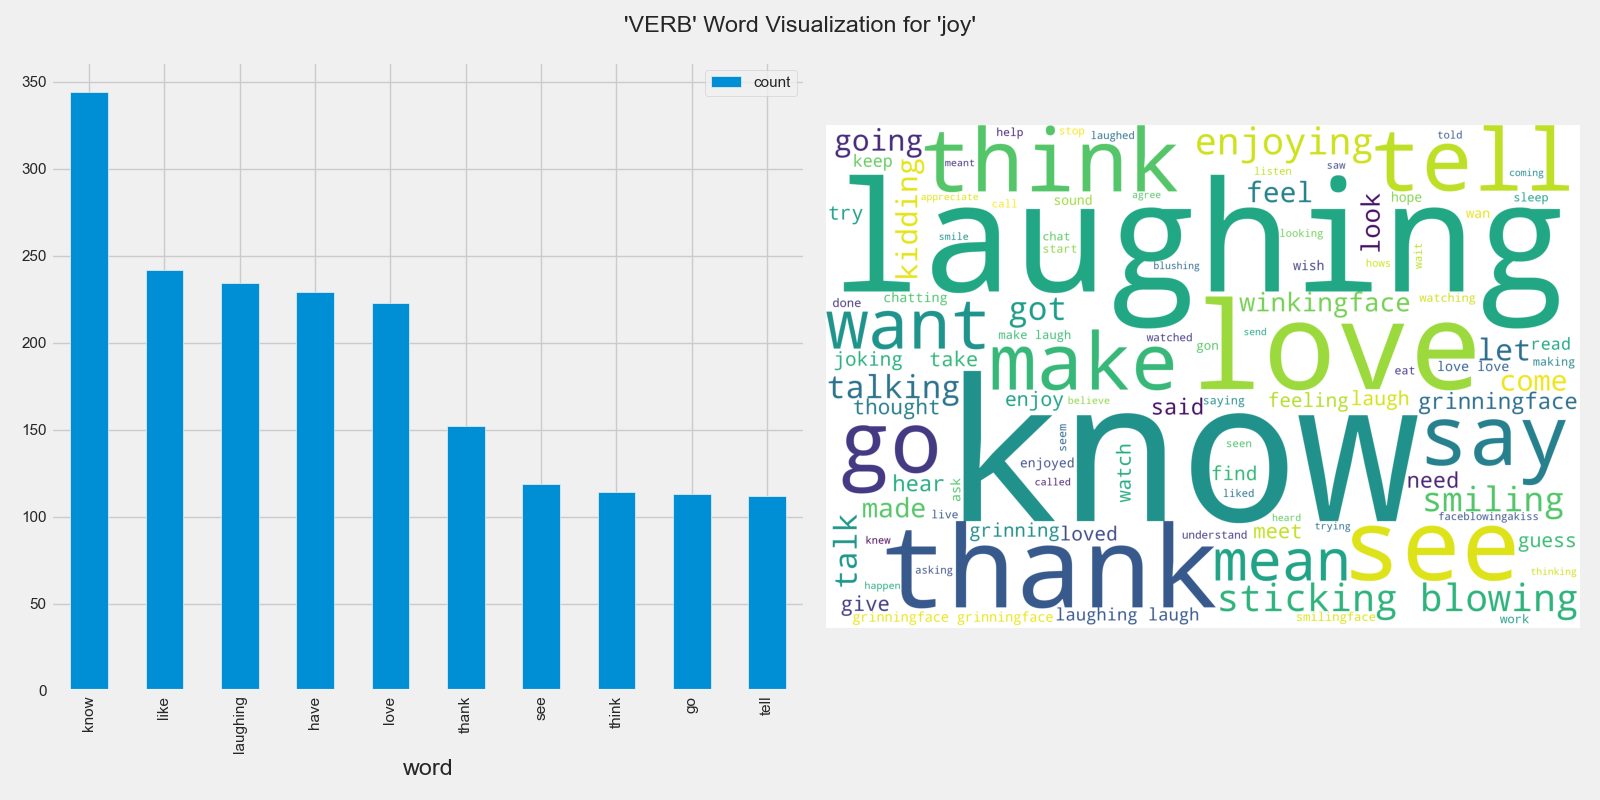 'VERB' Word Visualization for 'joy'
count
350
300
250
200
150
100
50
0
know
like
laughing
have
love
thank
see
think
go
tell
word
going
think
help
stop
laughed
enjoying
tell
told
keep
kidding
meant
listen
saw
coming
laughing
appreciate
call
sound
agree
feel
look
hope
sleep
try
wan
smile
chat
start
looking
blushing
wish
hows
wait
done
chatting
got
love
winkingface
watching
want
make laugh
watched
send
gon
let
read
joking
take
make
making
eat
love love
come
talking
thought
enjoy
believe
said
saying
feeling
laugh
grinningface
go
know
say
seem
seen
enjoyed
watch
find
hear
ask
called
liked
need
smiling
made
live
heard
faceblowingakiss
talk
thank
grinning
loved
understand
meet
trying
see
guess
knew
asking
mean
thinking
happen
give
sticking
blowing
grinningface grinningface
laughing laugh
smilingface
work